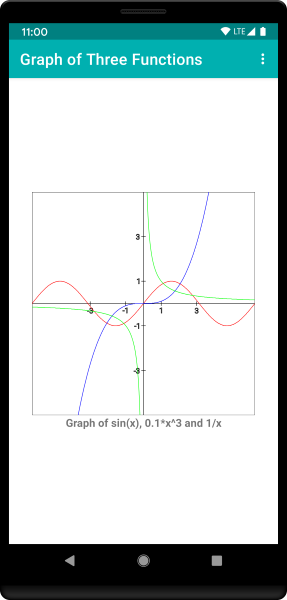 11:00 LTE
Graph of Three Functions
3
1
-3 -1 1 3
-1
-3
Graph of sin(x), 0.1*x^3 and 1/x